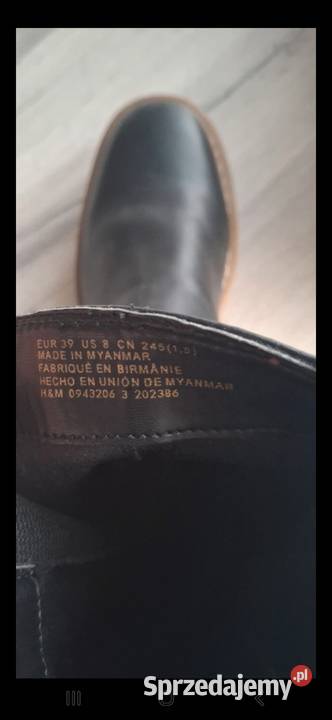 EUR 39 US 8 CN 245(1.5)
MADE IN MYANMAR
FABRIQUÉ EN BIRMANIE
HECHO EN UNIÓN DE MYANMAR
H&M 0943206 3 202386
Sprzedajemy.pl